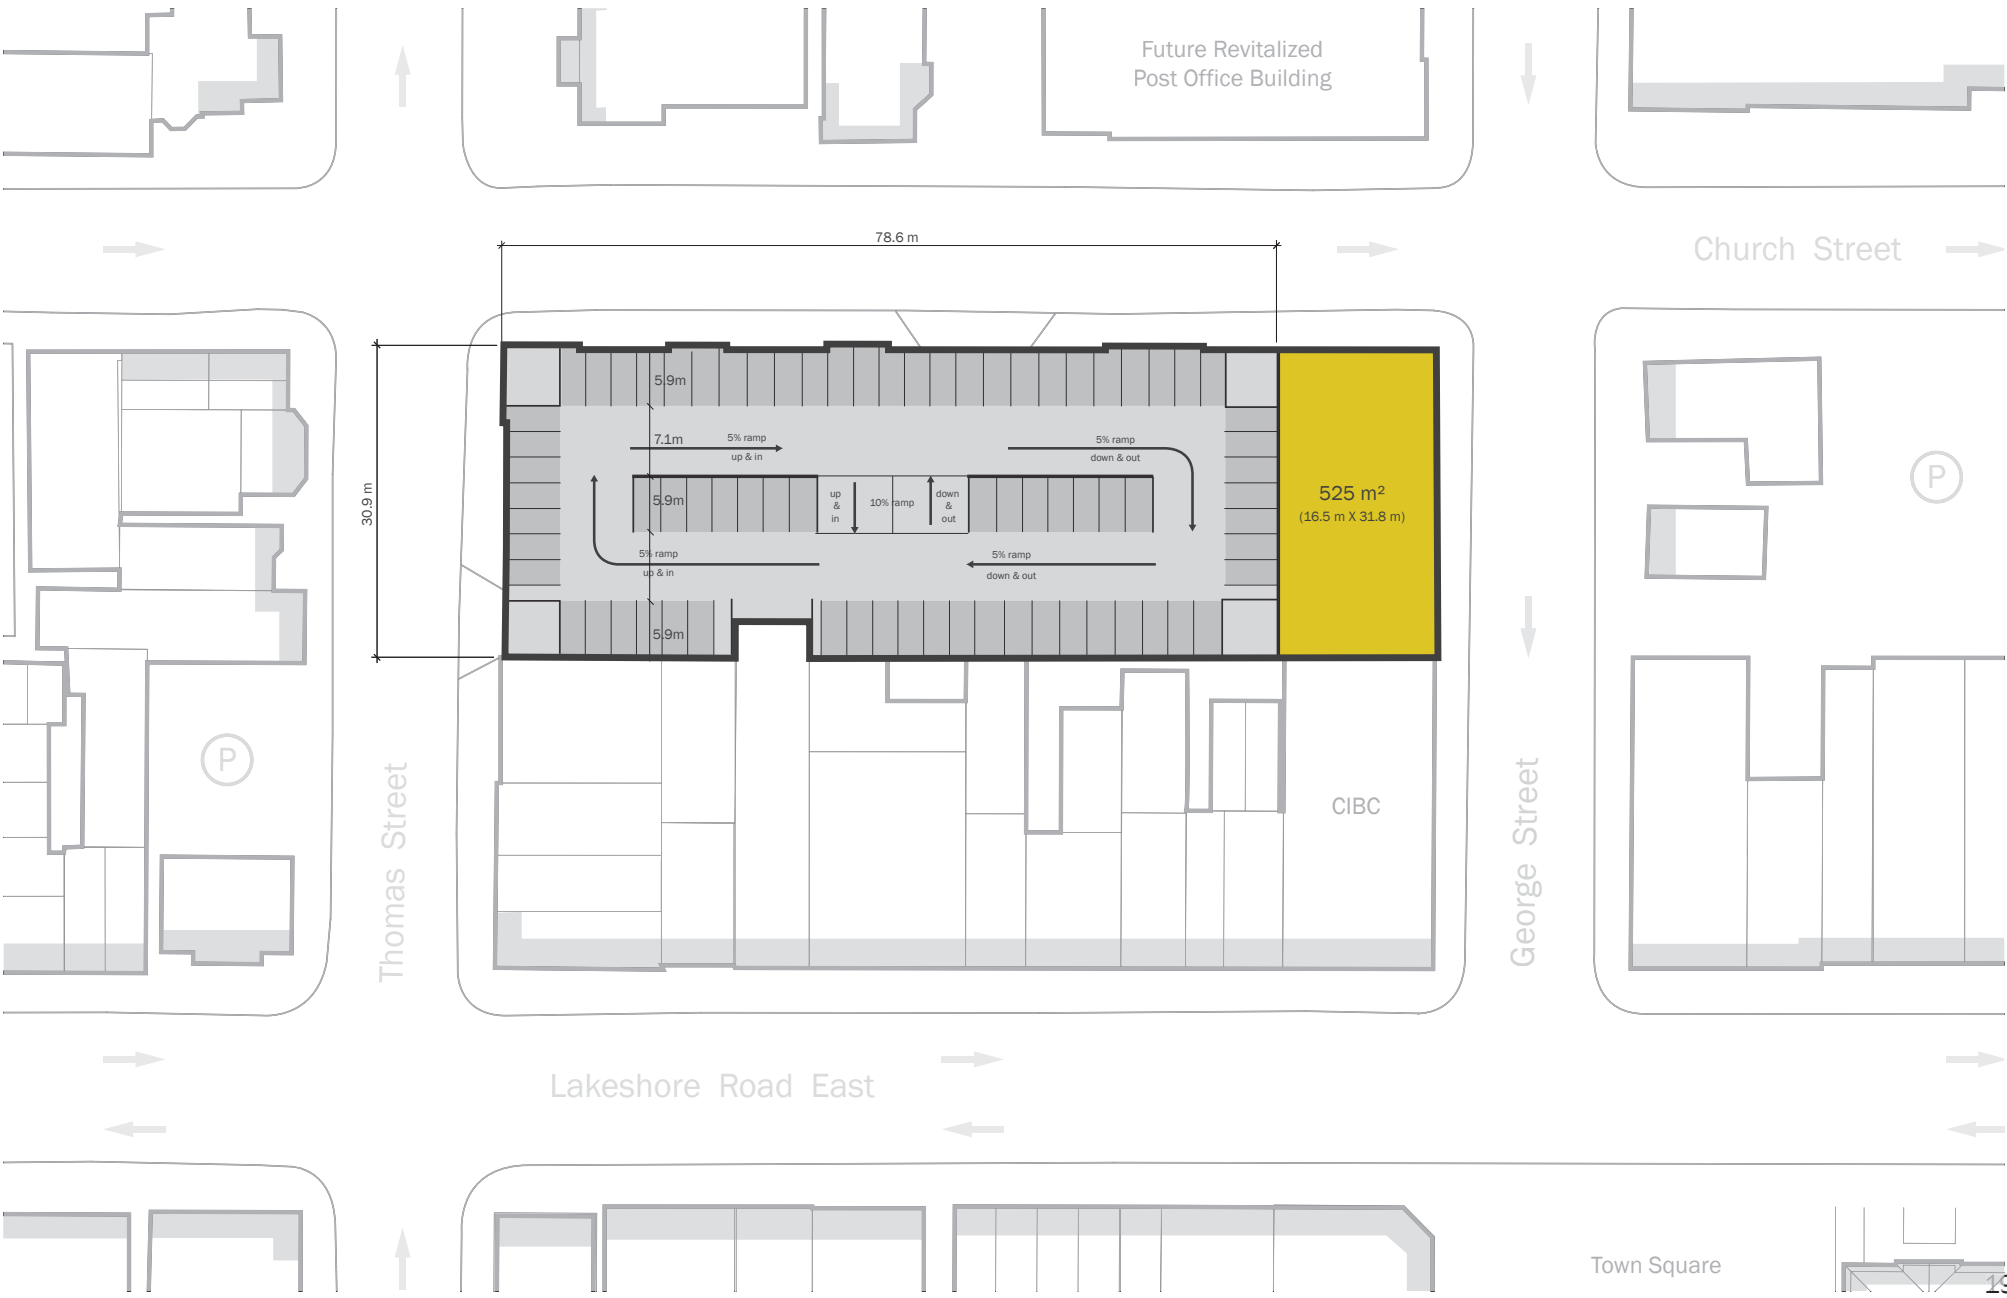 Future Revitalized
Post Office Building
78.6 m
Church Street
5.9m
7.1m
5% ramp
up & in
5% ramp
down & out
P
30.9 m
5.9m
up
&
in
10% ramp
down
&
out
525 m²
(16.5 m X 31.8 m)
5% ramp
up & in
5% ramp
down & out
5.9m
P
Thomas Street
CIBC
George Street
Lakeshore Road East
Town Square
19